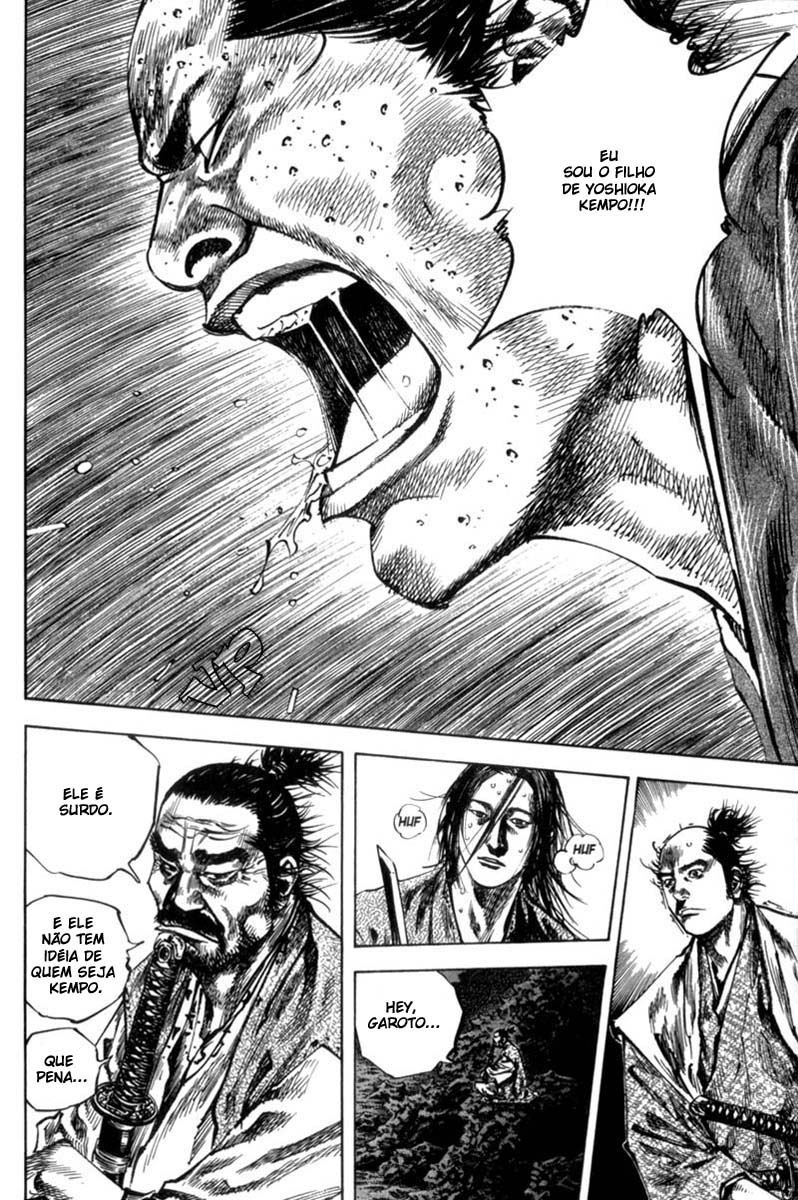 EU
SOU O FILHO
DE YOSHIOKA
KEMPO!!!
HUF
HUF
HEY,
GAROTO...
ELE É
SURDO.
E ELE
NÃO TEM
IDÉIA DE
QUEM SEJA
KEMPO.
QUE
PENA...